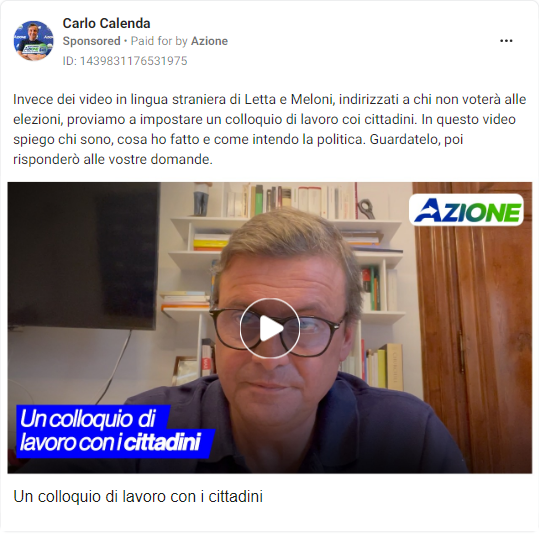 Carlo Calenda
Sponsored • Paid for by Azione
ID: 1439831176531975
Invece dei video in lingua straniera di Letta e Meloni, indirizzati a chi non voterà alle
elezioni, proviamo a impostare un colloquio di lavoro coi cittadini. In questo video
spiego chi sono, cosa ho fatto e come intendo la politica. Guardatelo, poi
risponderò alle vostre domande.
AZIONE
Un colloquio di
lavoro con i cittadini
Un colloquio di lavoro con i cittadini